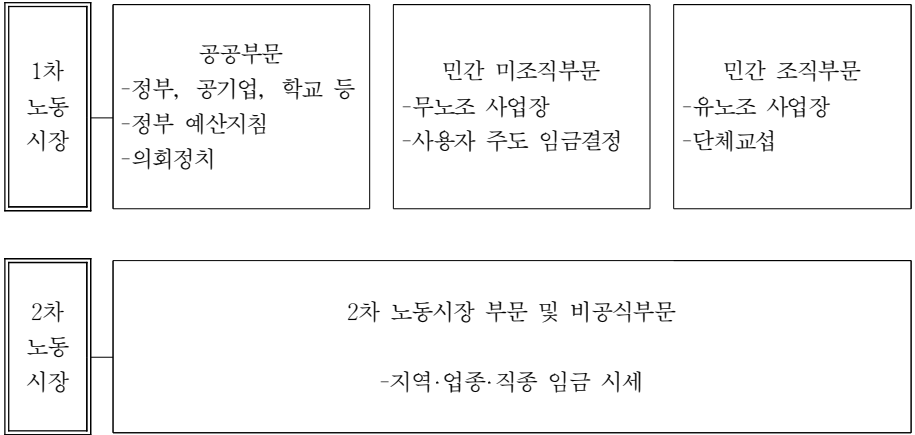 1차
노동
시장
공공부문
-정부, 공기업, 학교 등
-정부 예산지침
-의회정치
민간 미조직부문
-무노조 사업장
-사용자 주도 임금결정
민간 조직부문
-유노조 사업장
-단체교섭
2차
노동
시장
2차 노동시장 부문 및 비공식부문
-지역·업종·직종 임금 시세